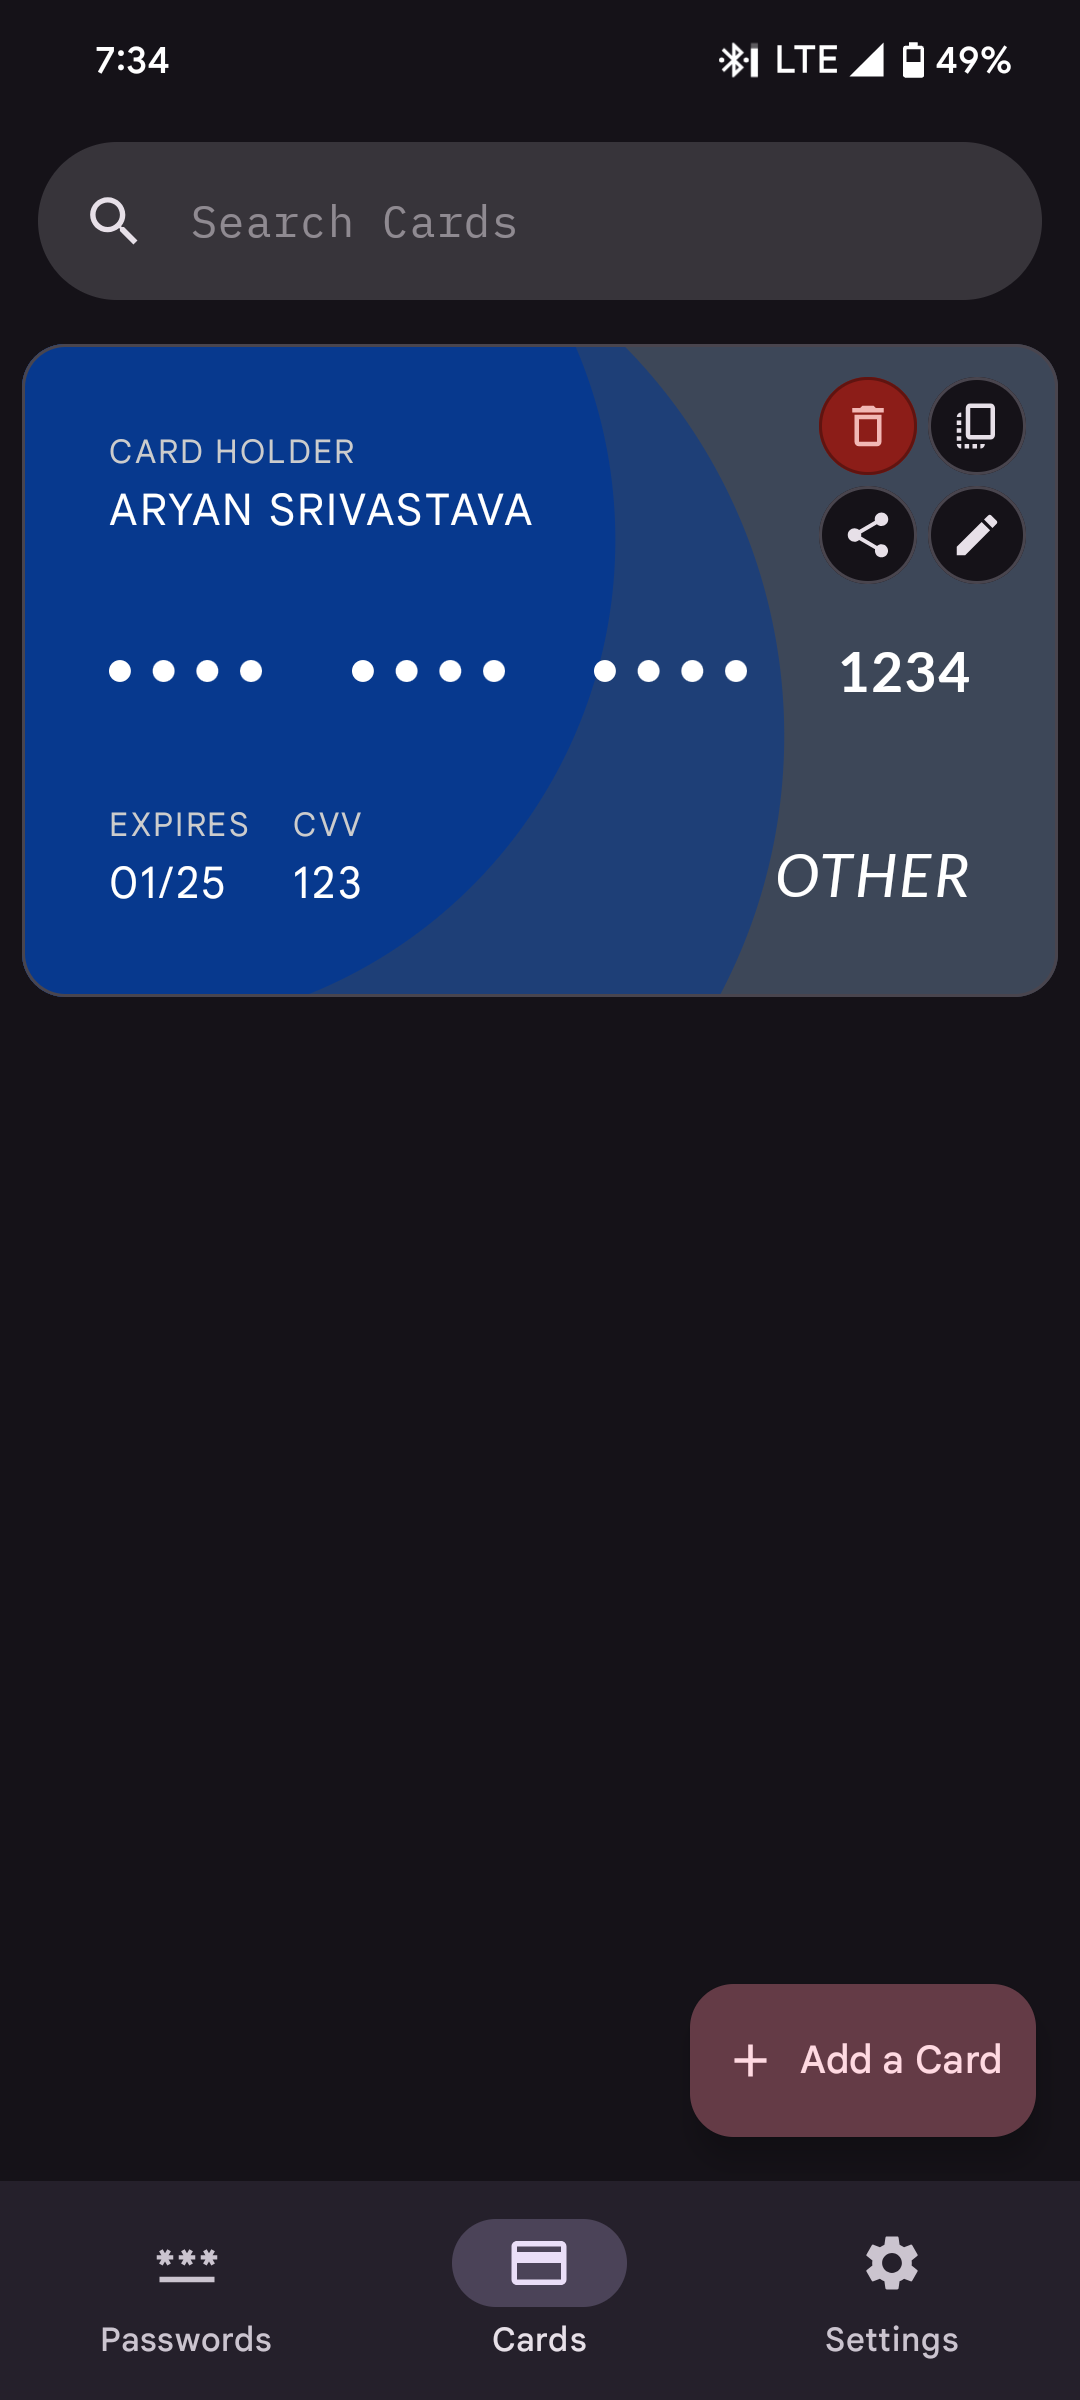 7:34 LTE 49%
Search Cards
CARD HOLDER
ARYAN SRIVASTAVA
•••• •••• •••• 1234
EXPIRES CVV
01/25 123
OTHER
+ Add a Card
Passwords Cards Settings